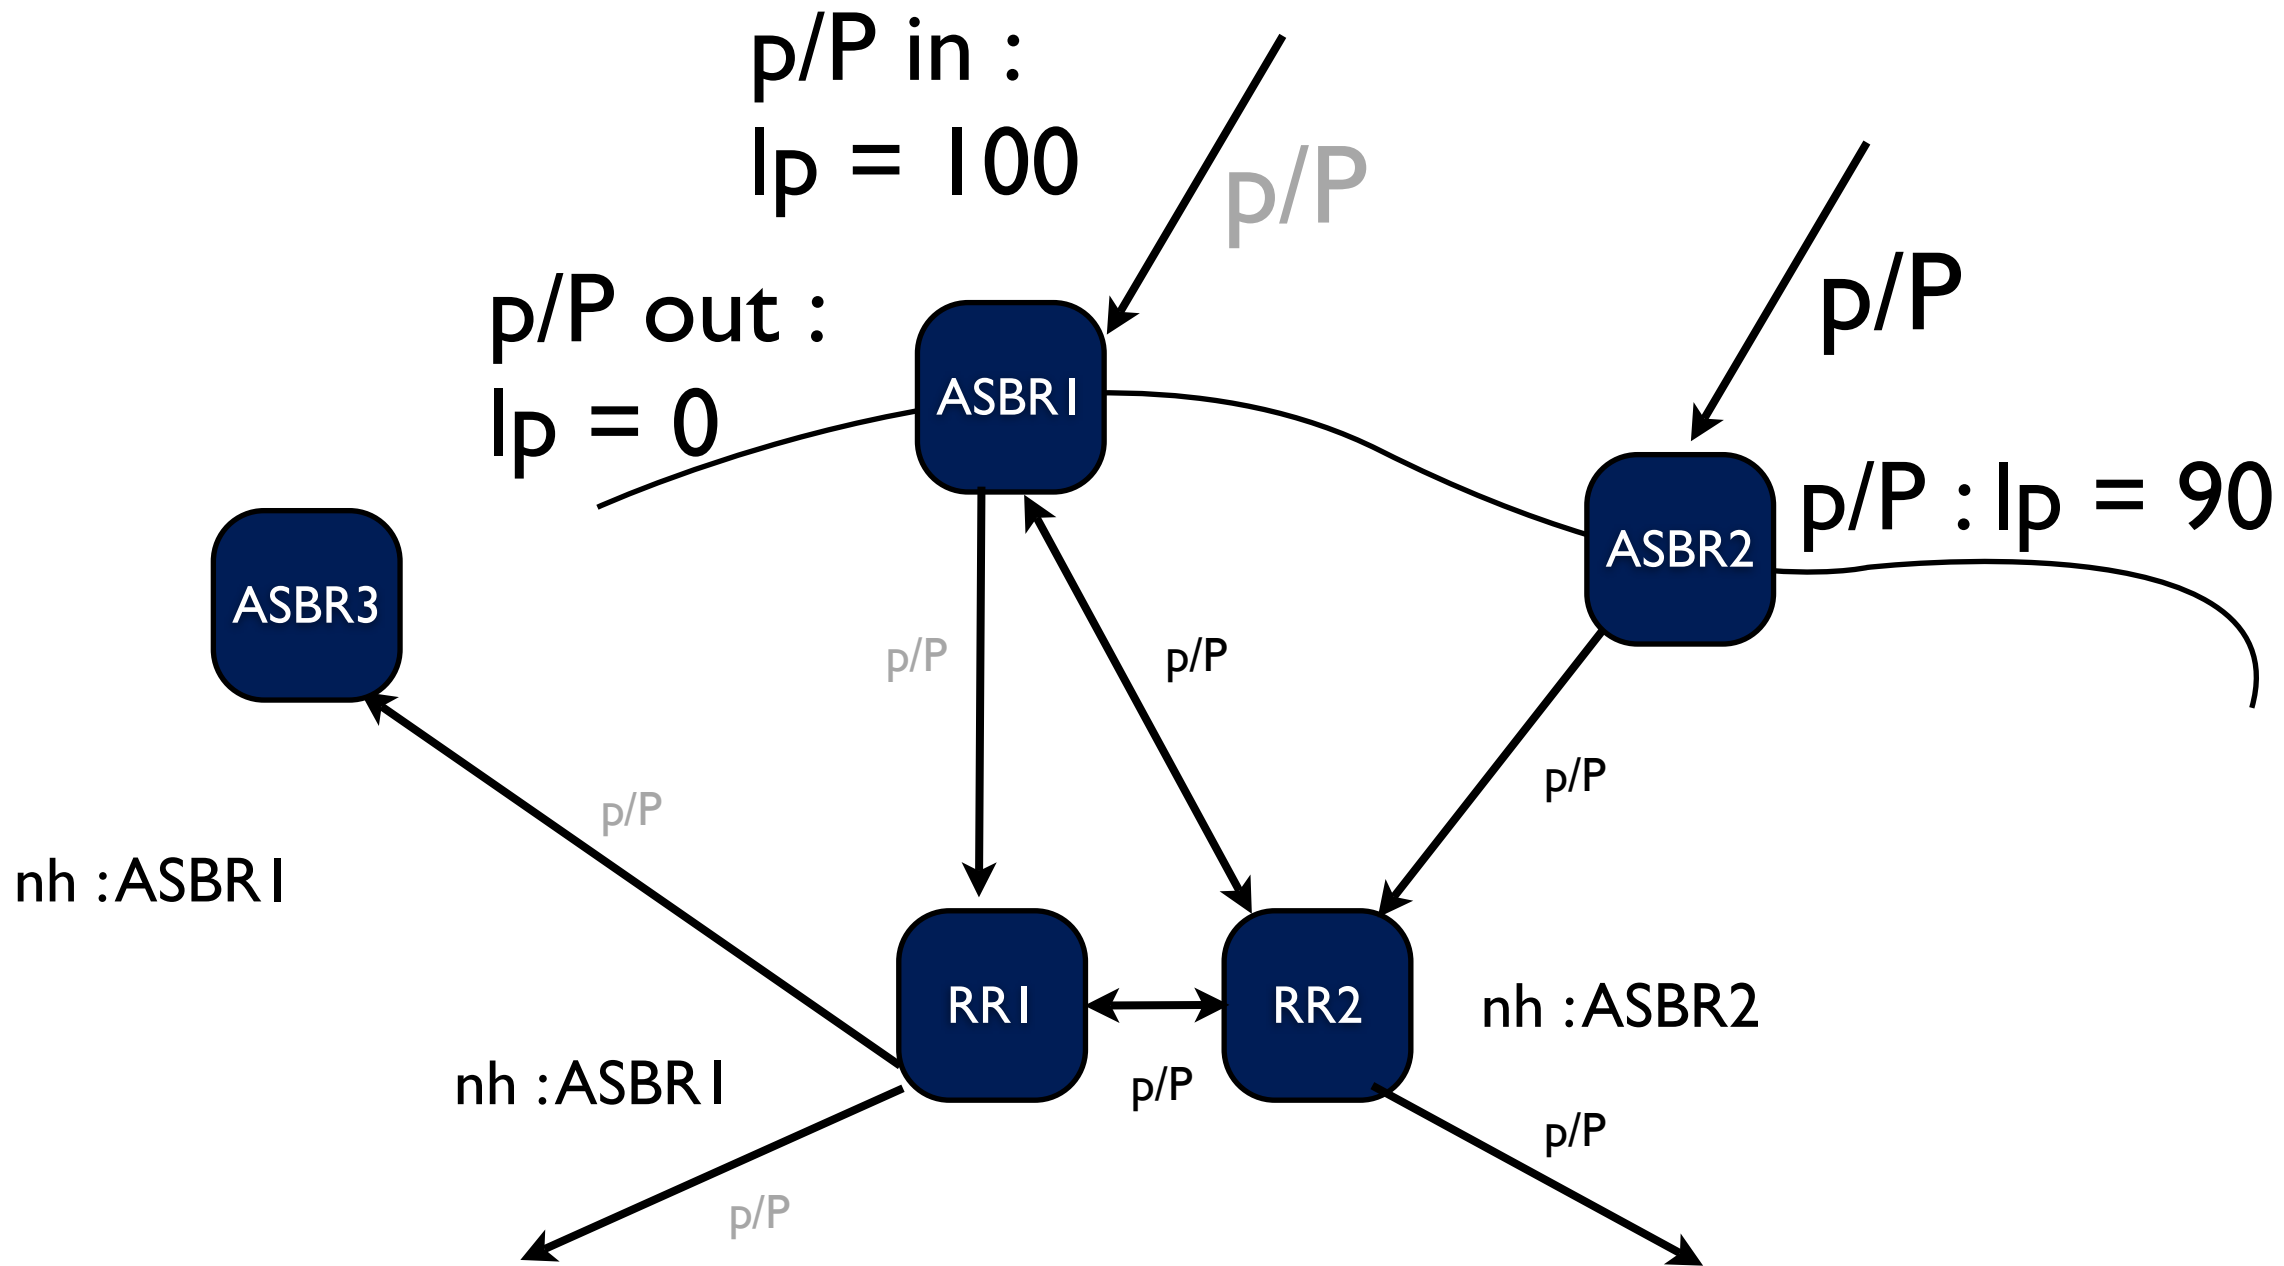 p/P in :
lp = 100
p/P
p/P out :
lp = 0
p/P
ASBR1
p/P : lp = 90
ASBR2
ASBR3
p/P
p/P
p/P
p/P
nh : ASBR1
RR1
RR2
nh : ASBR2
nh : ASBR1
p/P
p/P
p/P